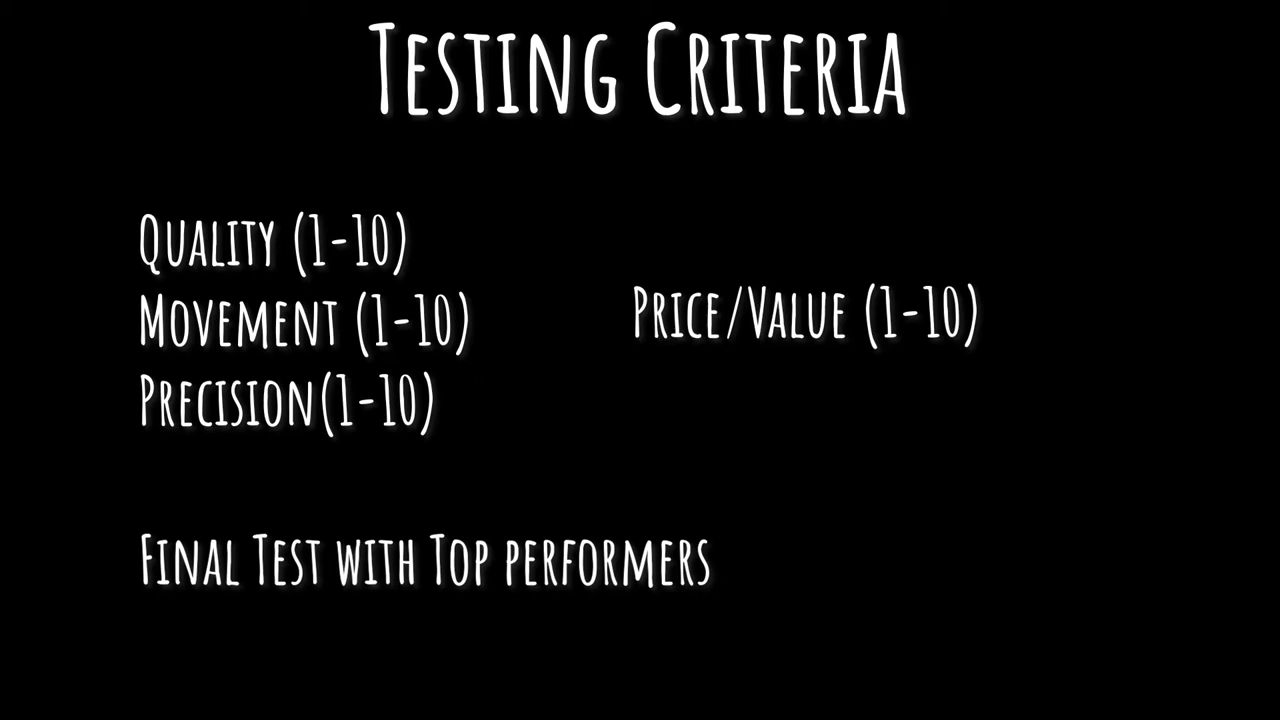 Testing Criteria
Quality (1-10)
Movement (1-10)
Price/Value (1-10)
Precision(1-10)
Final Test with Top performers